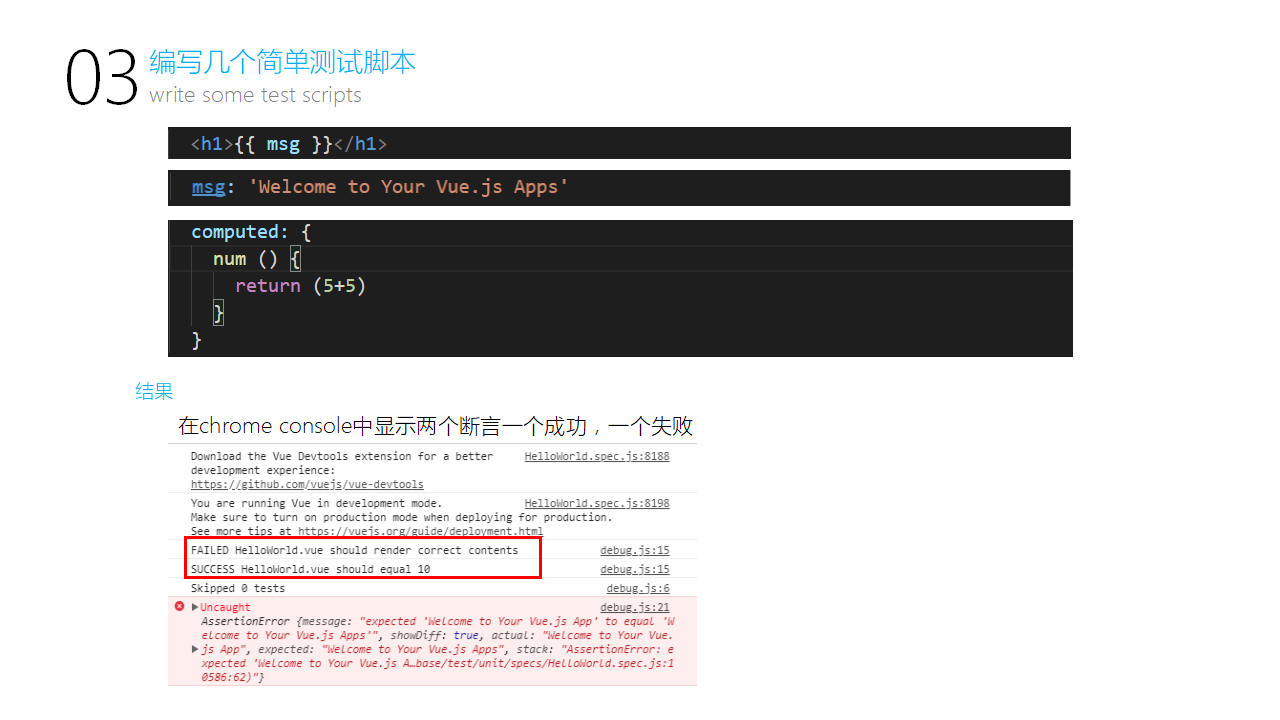 03 编写几个简单测试脚本
write some test scripts
<h1>{{ msg }}</h1>
msg: 'Welcome to Your Vue.js Apps'
computed: {
num () {
return (5+5)
}
}
结果
在chrome console中显示两个断言一个成功，一个失败
Download the Vue Devtools extension for a better HelloWorld.spec.js:8188
development experience:
https://github.com/vuejs/vue-devtools
You are running Vue in development mode. HelloWorld.spec.js:8198
Make sure to turn on production mode when deploying for production.
See more tips at https://vuejs.org/guide/deployment.html
FAILED HelloWorld.vue should render correct contents debug.js:15
SUCCESS HelloWorld.vue should equal 10 debug.js:15
Skipped 0 tests debug.js:6
Uncaught debug.js:21
AssertionError {message: "expected 'Welcome to Your Vue.js App' to equal 'W
elcome to Your Vue.js Apps'", showDiff: true, actual: "Welcome to Your Vue.
js App", expected: "Welcome to Your Vue.js Apps", stack: "AssertionError: e
xpected 'Welcome to Your Vue.js A…base/test/unit/specs/HelloWorld.spec.js:1
0586:62)"}